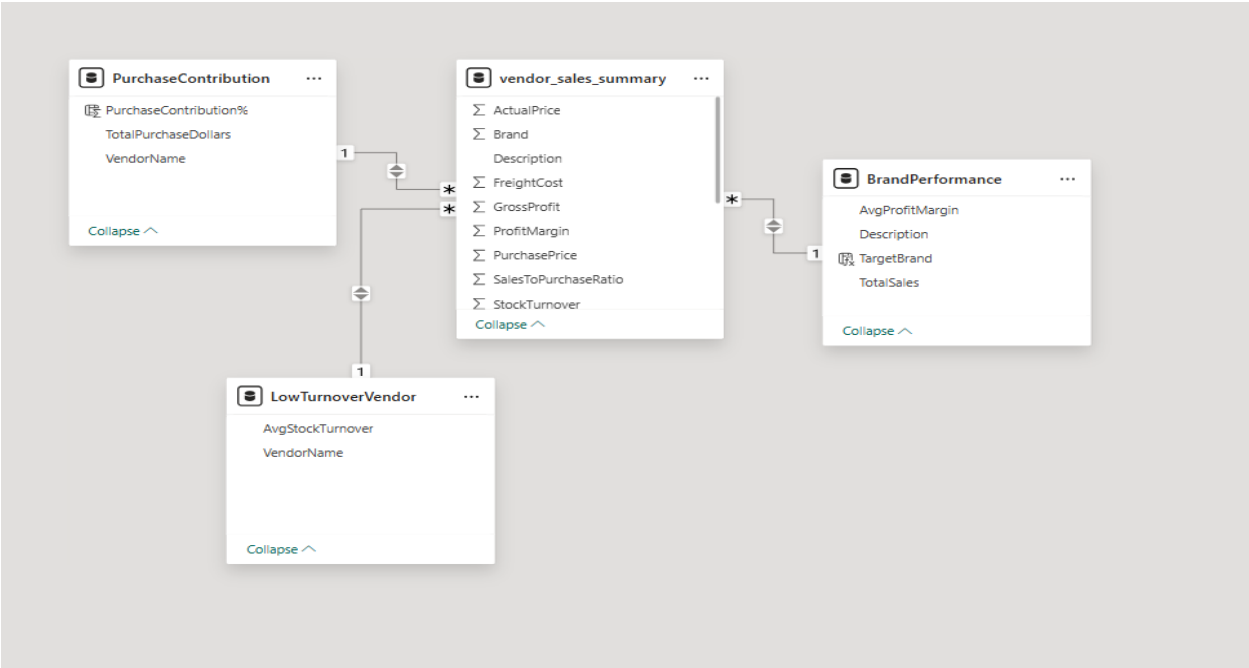 PurchaseContribution ...
PurchaseContribution%
TotalPurchaseDollars
VendorName
Collapse
1
*
vendor_sales_summary ...
Σ ActualPrice
Σ Brand
Description
Σ FreightCost
Σ GrossProfit
Σ ProfitMargin
Σ PurchasePrice
Σ SalesToPurchaseRatio
Σ StockTurnover
Collapse
*
1
BrandPerformance ...
AvgProfitMargin
Description
TargetBrand
TotalSales
Collapse
*
1
LowTurnoverVendor ...
AvgStockTurnover
VendorName
Collapse